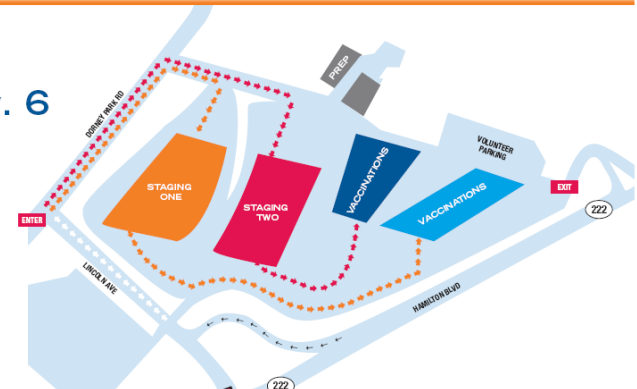 . 6
PREP
DORNEY PARK RD
VOLUNTEER
PARKING
VACCINATIONS
STAGING
ONE
STAGING
TWO
VACCINATIONS
EXIT
222
ENTER
LINCOLN AVE
HAMILTON BLVD
222